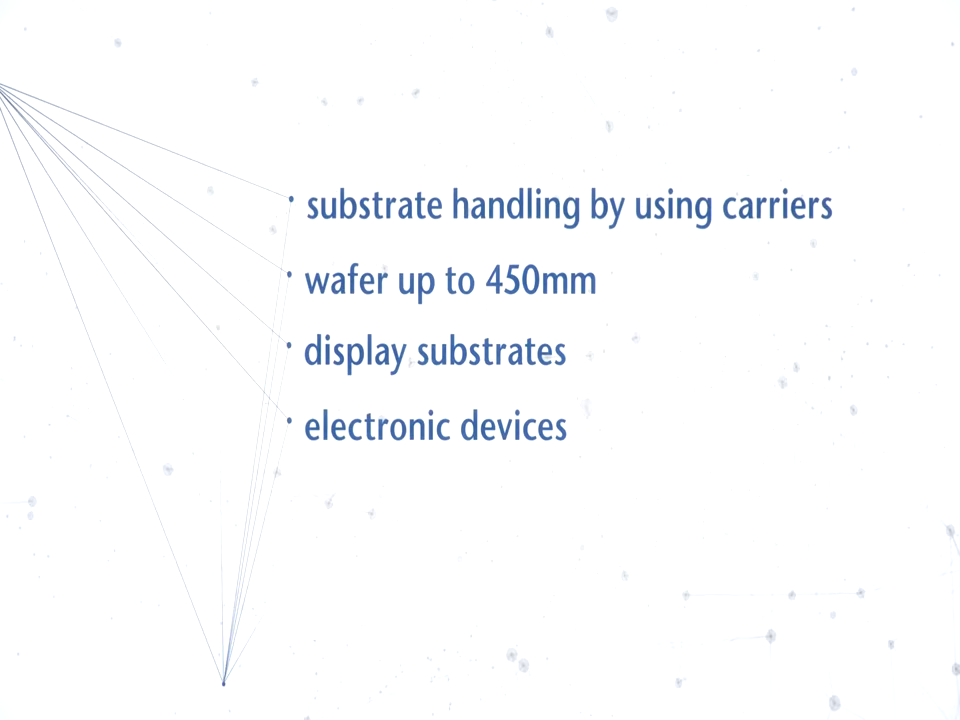 · substrate handling by using carriers
· wafer up to 450mm
· display substrates
· electronic devices